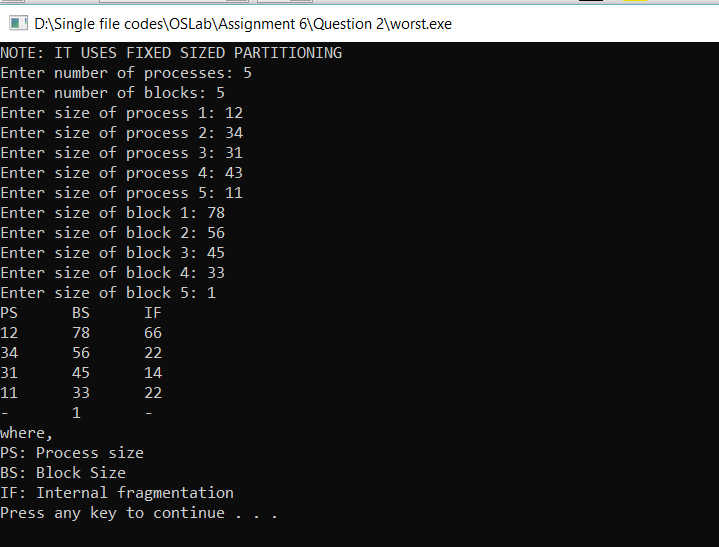 D:\Single file codes\OSLab\Assignment 6\Question 2\worst.exe
NOTE: IT USES FIXED SIZED PARTITIONING
Enter number of processes: 5
Enter number of blocks: 5
Enter size of process 1: 12
Enter size of process 2: 34
Enter size of process 3: 31
Enter size of process 4: 43
Enter size of process 5: 11
Enter size of block 1: 78
Enter size of block 2: 56
Enter size of block 3: 45
Enter size of block 4: 33
Enter size of block 5: 1
PS BS IF
12 78 66
34 56 22
31 45 14
11 33 22
- 1 -
where,
PS: Process size
BS: Block Size
IF: Internal fragmentation
Press any key to continue . . .